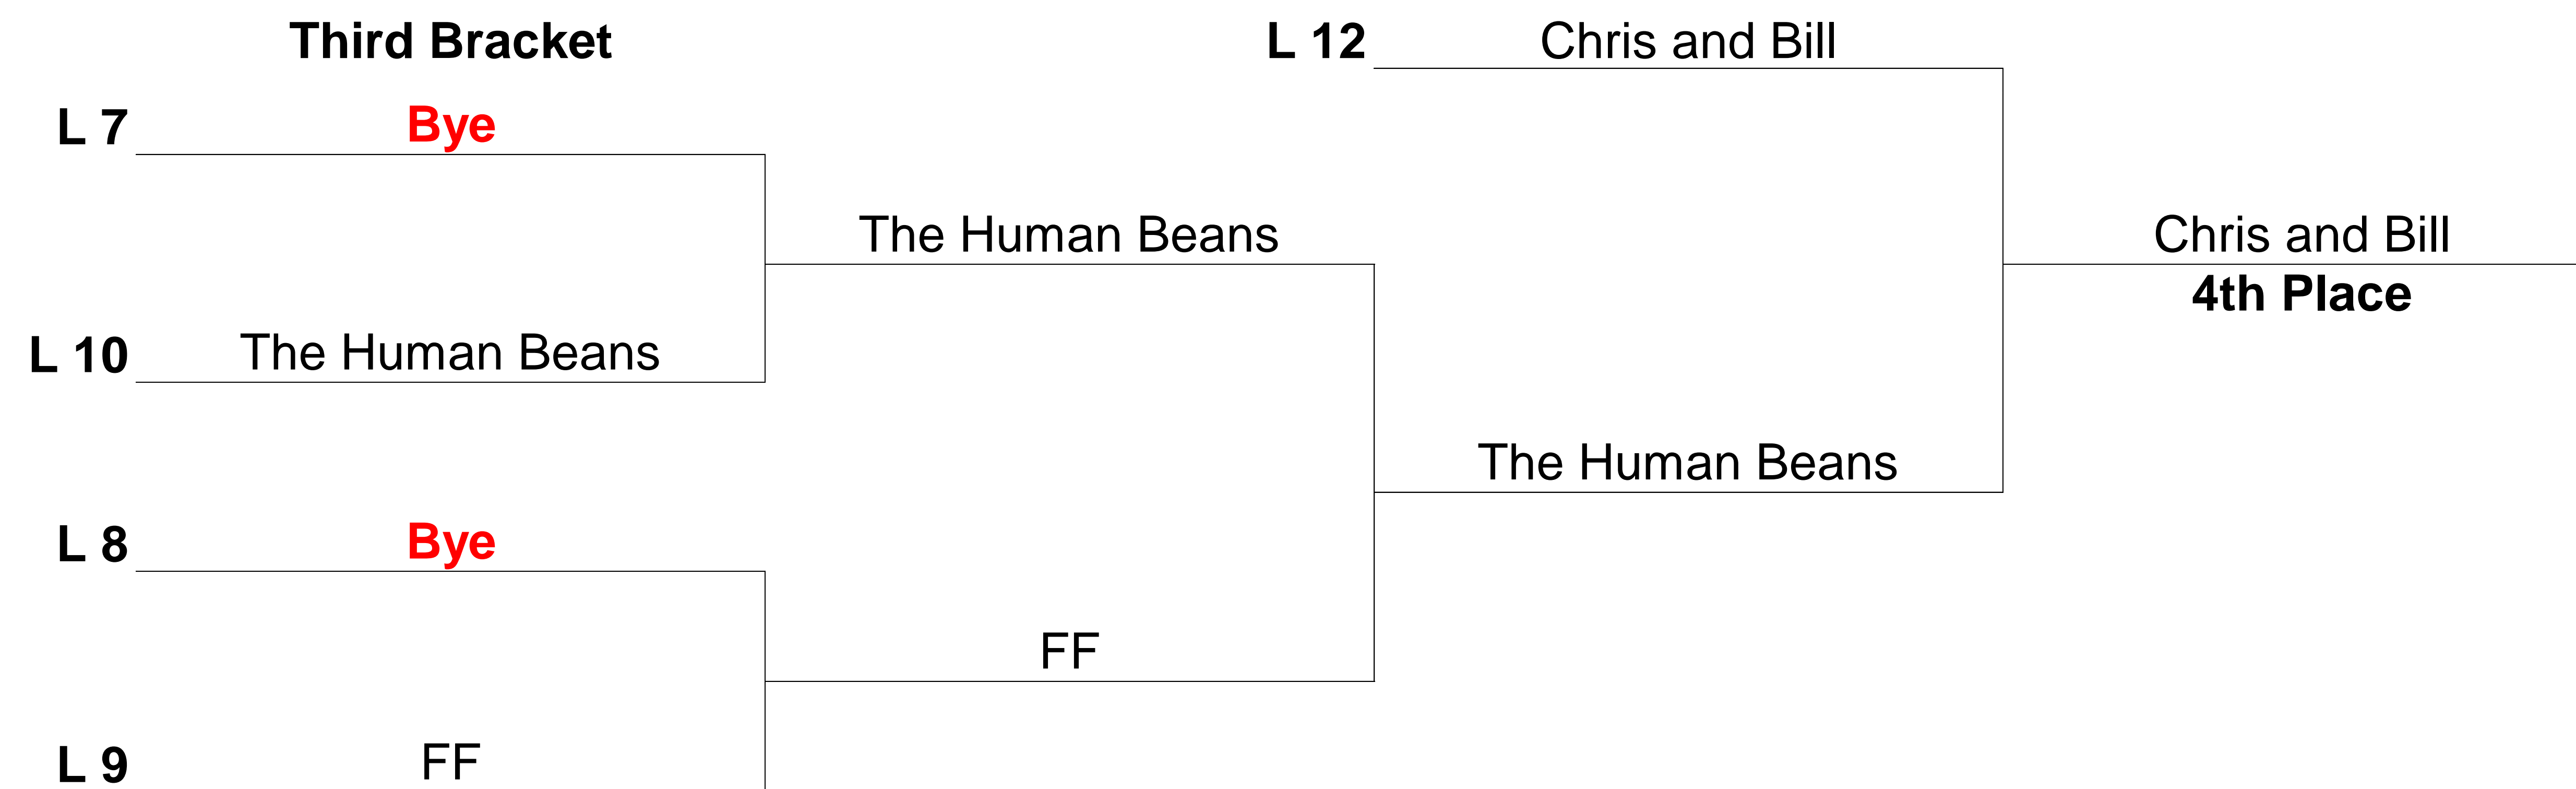 Third Bracket
L 12 Chris and Bill
L 7 Bye
The Human Beans
Chris and Bill
4th Place
L 10 The Human Beans
The Human Beans
L 8 Bye
FF
L 9 FF